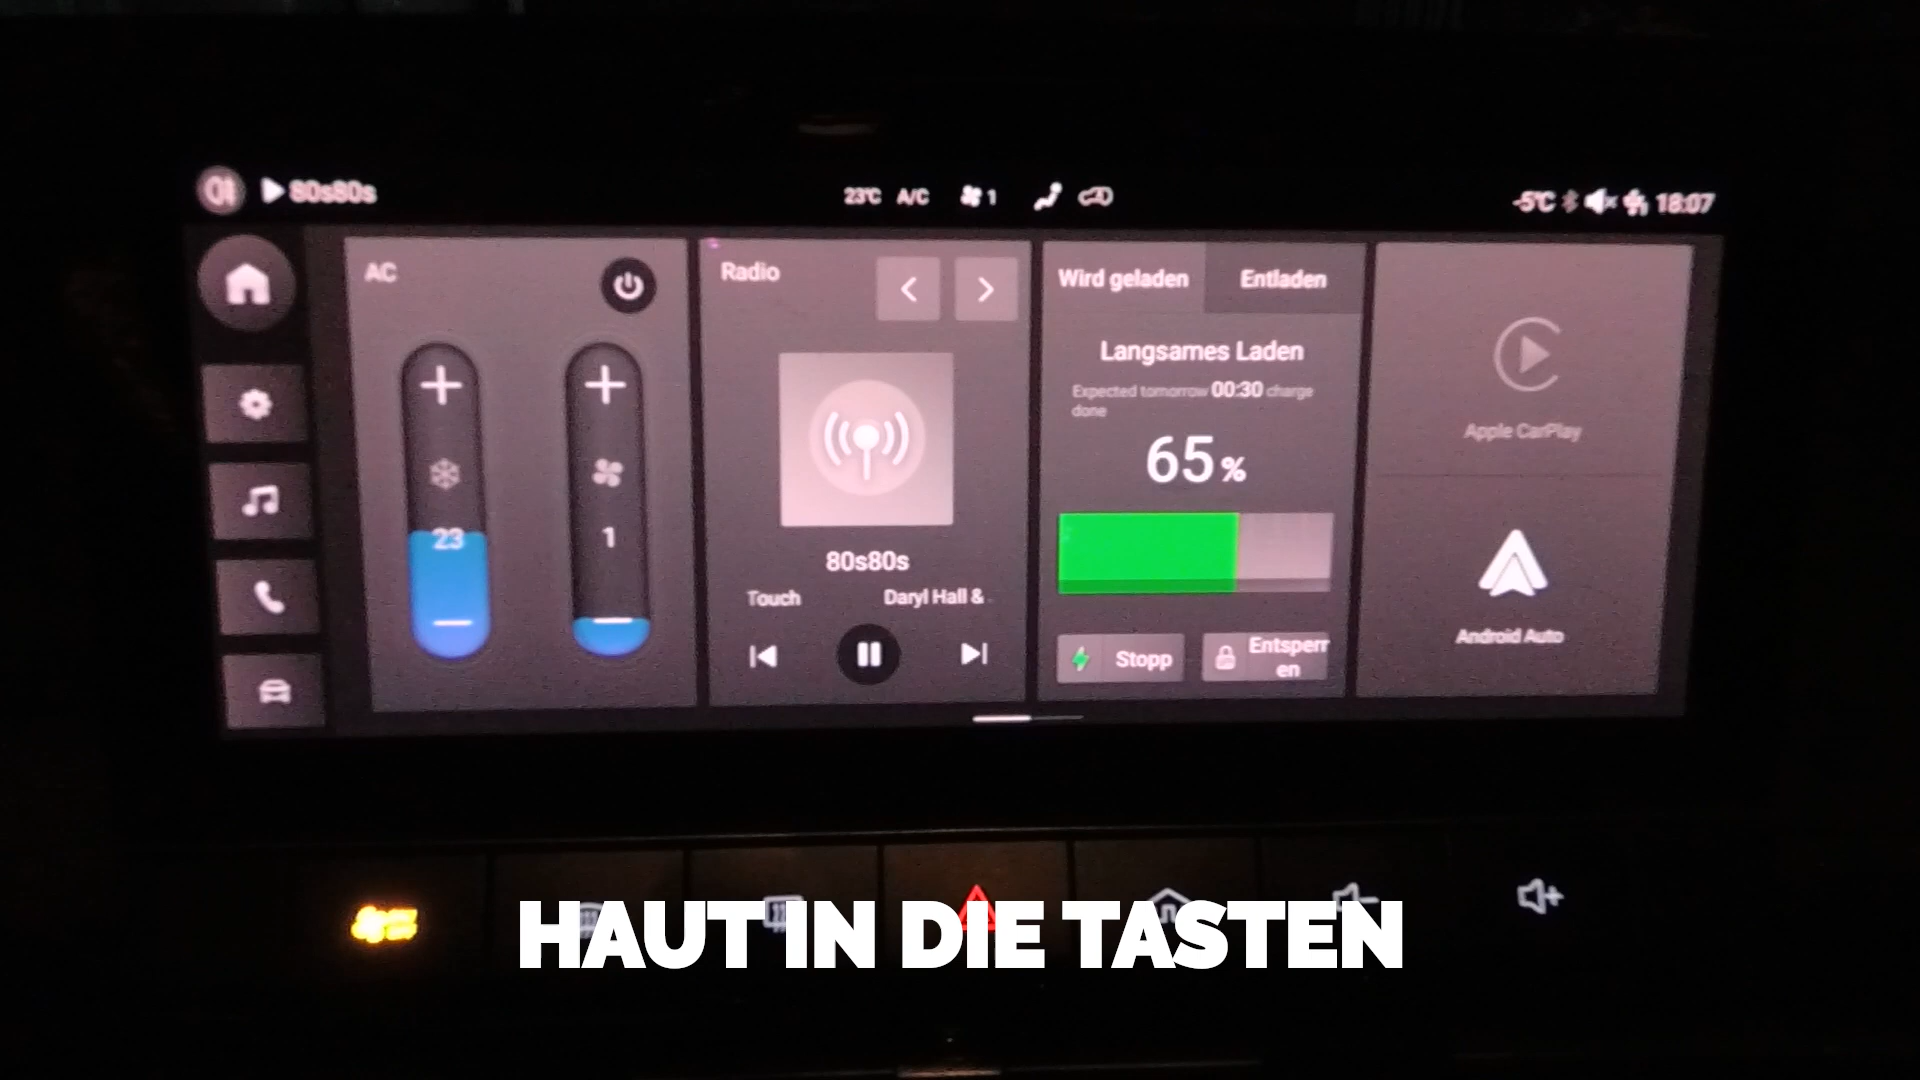 80s80s
23°C A/C 1
-5°C 18:07
AC
23
1
Radio
80s80s
Touch Daryl Hall &
Wird geladen Entladen
Langsames Laden
Expected tomorrow 00:30 charge
done
65%
Stopp
Entsperr
en
Apple CarPlay
Android Auto
HAUT IN DIE TASTEN